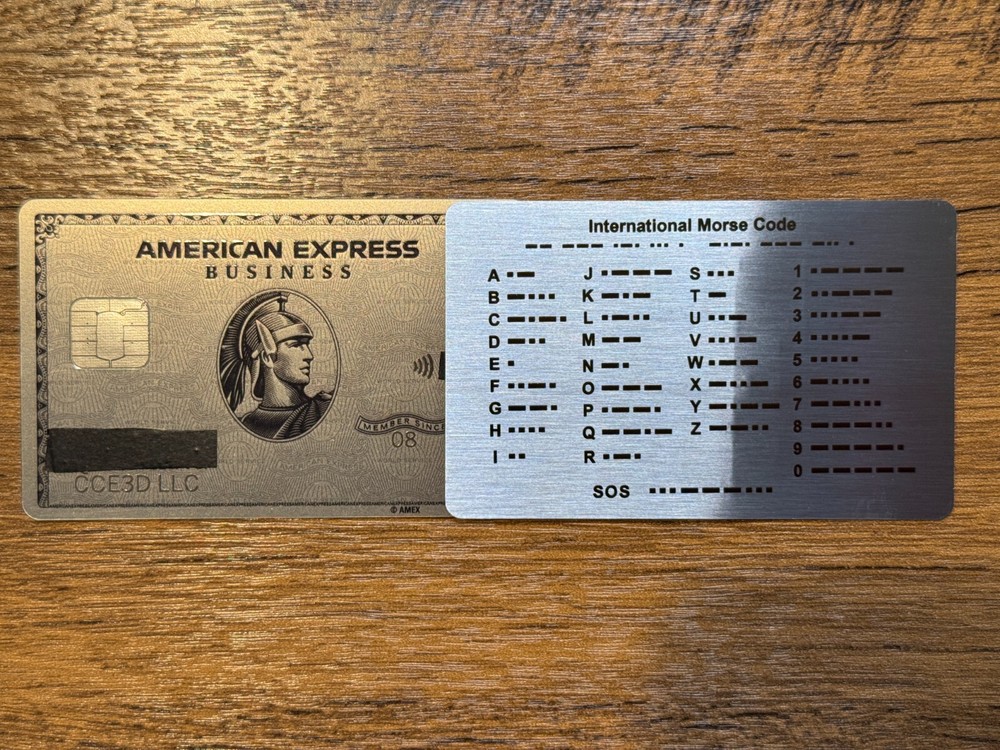 AMERICAN EXPRESS
BUSINESS
MEMBER SINCE
08
CCE3D LLC
© AMEX
International Morse Code
-- --- .-. ... . -.-. --- -.. .
A .- J .--- S ... 1 .----
B -... K -.- T - 2 ..---
C -.-. L .-.. U ..- 3 ...--
D -.. M -- V ...- 4 ....-
E . N -. W .-- 5 .....
F ..-. O --- X -..- 6 -....
G --. P .--. Y -.-- 7 --...
H .... Q --.- Z --.. 8 ---..
I .. R .-. 9 ----.
0 -----
SOS ...---...